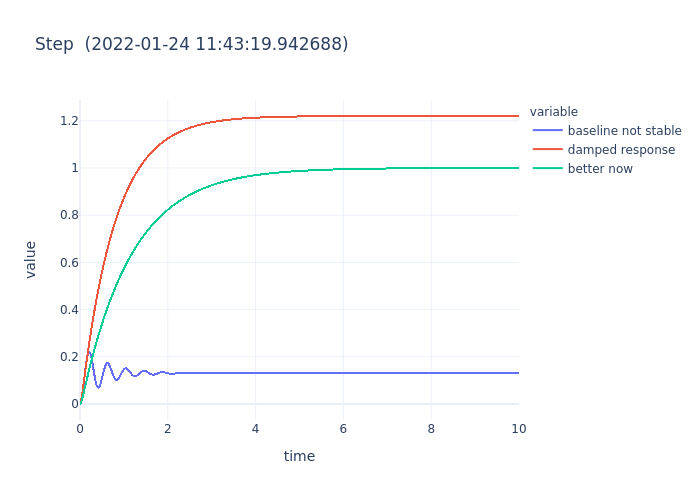 Step (2022-01-24 11:43:19.942688)
variable
baseline not stable
damped response
better now
value
1.2
1
0.8
0.6
0.4
0.2
0
0 2 4 6 8 10
time